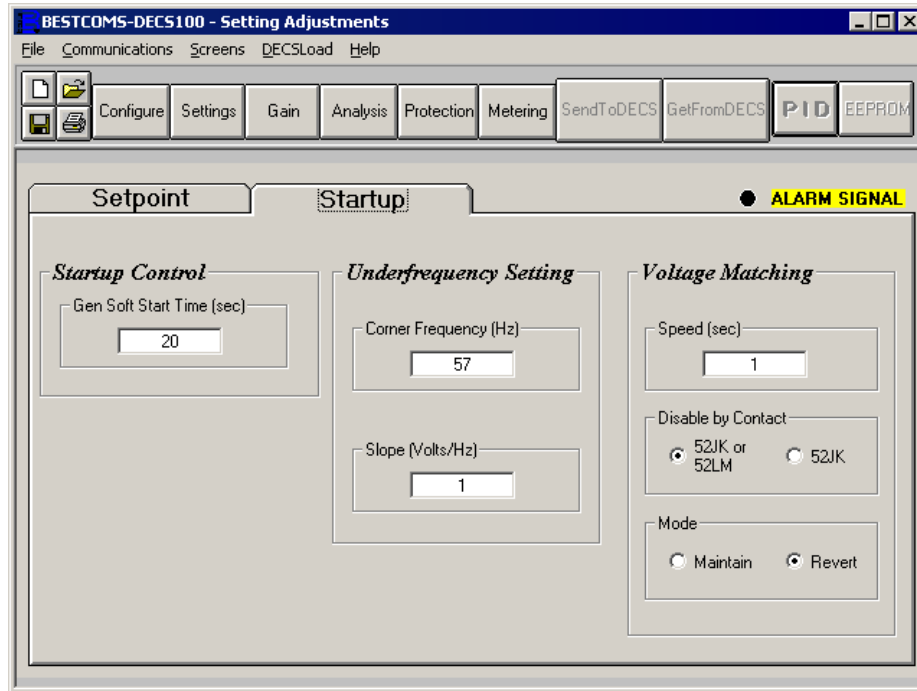 BESTCOMS-DECS100 - Setting Adjustments
File Communications Screens DECSLoad Help
Configure Settings Gain Analysis Protection Metering SendToDECS GetFromDECS PID EEPROM
Setpoint Startup ALARM SIGNAL
Startup Control
Gen Soft Start Time (sec)
20
Underfrequency Setting
Corner Frequency (Hz)
57
Slope (Volts/Hz)
1
Voltage Matching
Speed (sec)
1
Disable by Contact
52JK or
52LM
52JK
Mode
Maintain Revert